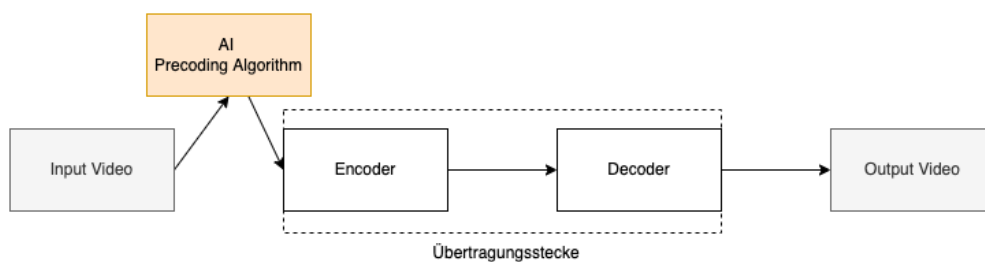 AI
Precoding Algorithm
Input Video
Encoder
Decoder
Output Video
Übertragungsstecke